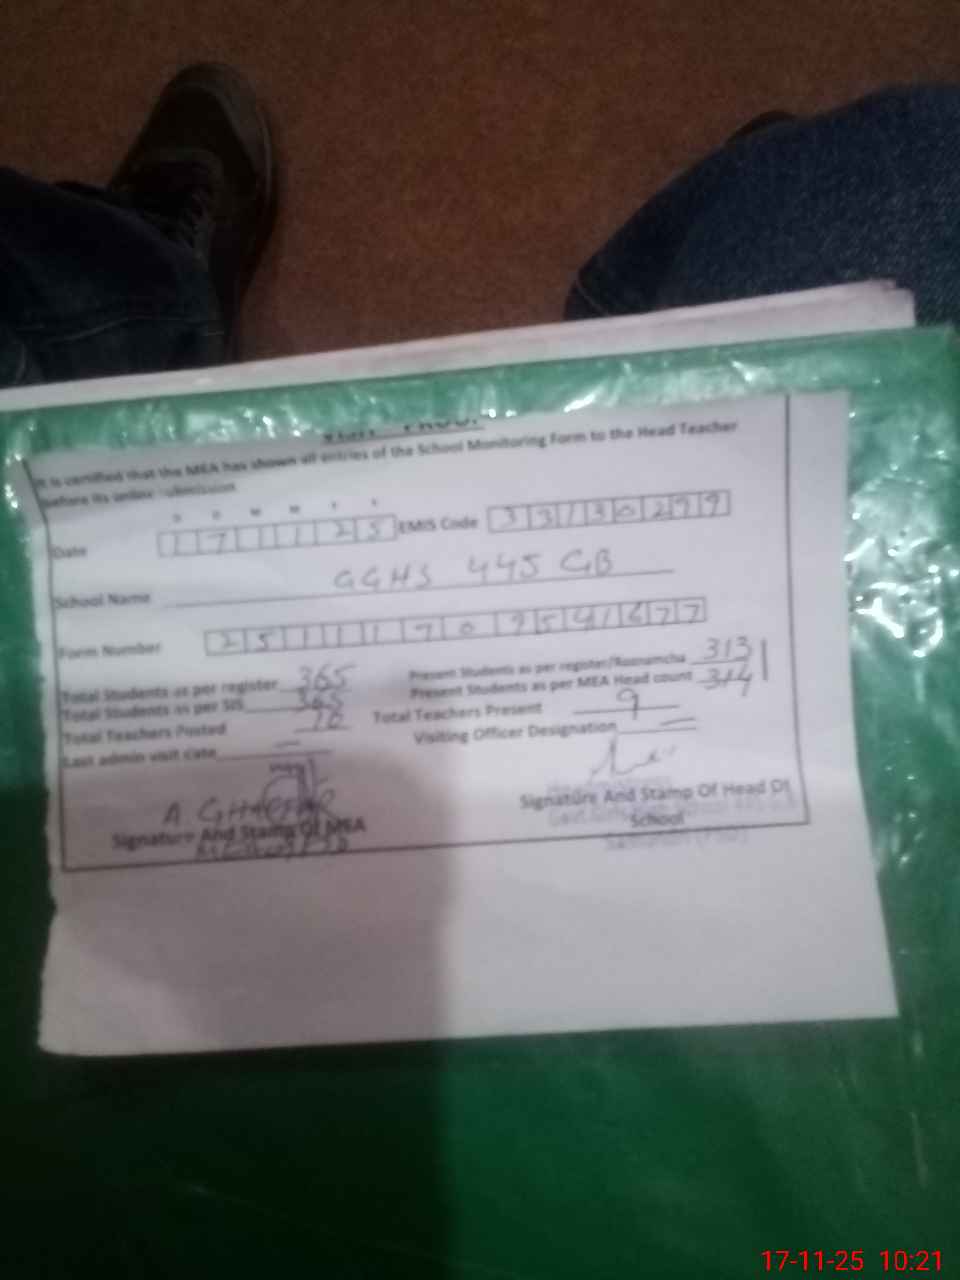 It is certified that the MEA has shown all entries of the School Monitoring Form to the Head Teacher
before its online submission
D D M M Y Y
Date 1 7 1 1 2 5 EMIS Code 3 3 1 3 0 2 9 9
School Name GGHS 445 GB
Form Number 2 5 1 1 1 7 0 9 5 4 1 6 7 7
Total Students as per register 365 Present Students as per register/Roznamcha 313
Total Students as per SIS 365 Present Students as per MEA Head count 314
Total Teachers Posted 10 Total Teachers Present 9
Last admin visit date — Visiting Officer Designation —
A GHAFFAR
Signature And Stamp Of MEA
Signature And Stamp Of Head Of
School
17-11-25 10:21